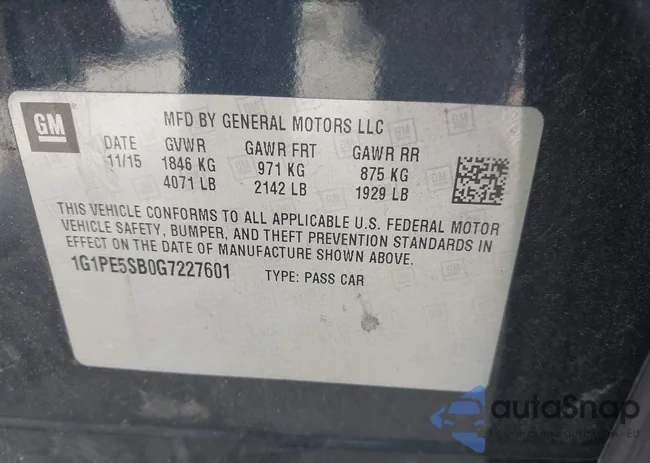 GM
MFD BY GENERAL MOTORS LLC
DATE GVWR GAWR FRT GAWR RR
11/15 1846 KG 971 KG 875 KG
4071 LB 2142 LB 1929 LB
THIS VEHICLE CONFORMS TO ALL APPLICABLE U.S. FEDERAL MOTOR
VEHICLE SAFETY, BUMPER, AND THEFT PREVENTION STANDARDS IN
EFFECT ON THE DATE OF MANUFACTURE SHOWN ABOVE.
1G1PE5SB0G7227601 TYPE: PASS CAR
autoSnap